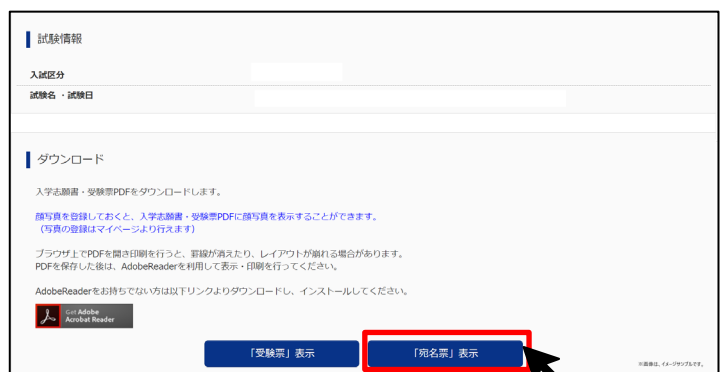 試験情報
入試区分
試験名 ・試験日
ダウンロード
入学志願書・受験票PDFをダウンロードします。
顔写真を登録しておくと、入学志願書・受験票PDFに顔写真を表示することができます。
（写真の登録はマイページより行えます）
ブラウザ上でPDFを開き印刷を行うと、罫線が消えたり、レイアウトが崩れる場合があります。
PDFを保存した後は、AdobeReaderを利用して表示・印刷を行ってください。
AdobeReaderをお持ちでない方は以下リンクよりダウンロードし、インストールしてください。
Get Adobe
Acrobat Reader
「受験票」表示
「宛名票」表示
※画像は、イメージサンプルです。